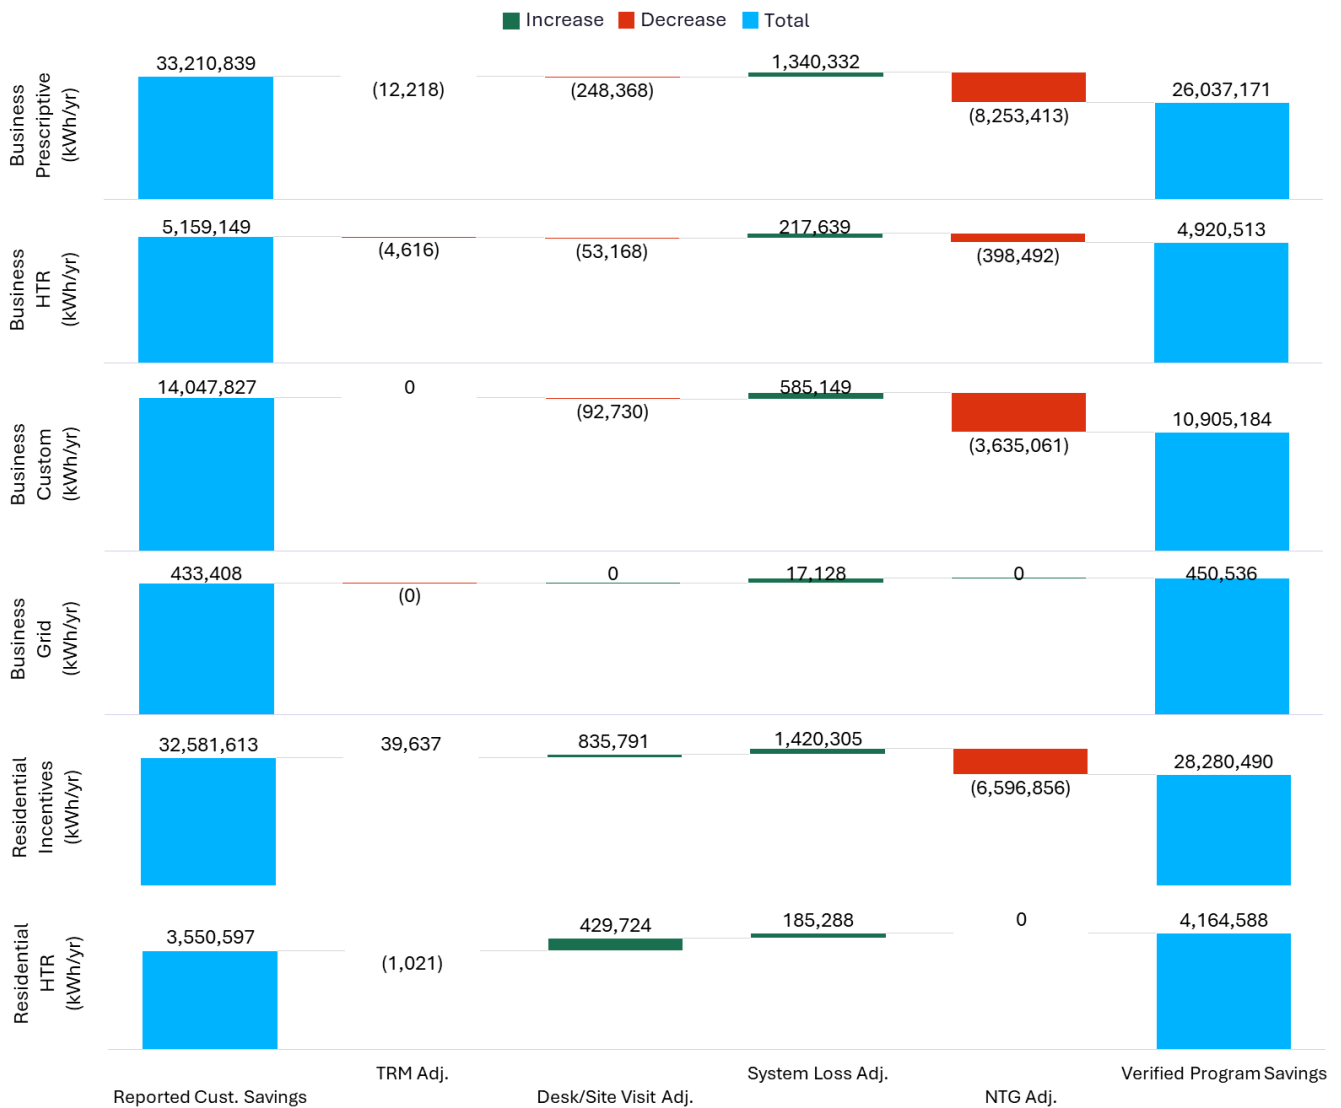 Increase Decrease Total
Business
Prescriptive
(kWh/yr)
33,210,839
(12,218)
(248,368)
1,340,332
(8,253,413)
26,037,171
Business
HTR
(kWh/yr)
5,159,149
(4,616)
(53,168)
217,639
(398,492)
4,920,513
Business
Custom
(kWh/yr)
14,047,827
0
(92,730)
585,149
(3,635,061)
10,905,184
Business
Grid
(kWh/yr)
433,408
(0)
0
17,128
0
450,536
Residential
Incentives
(kWh/yr)
32,581,613
39,637
835,791
1,420,305
(6,596,856)
28,280,490
Residential
HTR
(kWh/yr)
3,550,597
(1,021)
429,724
185,288
0
4,164,588
Reported Cust. Savings
TRM Adj.
Desk/Site Visit Adj.
System Loss Adj.
NTG Adj.
Verified Program Savings